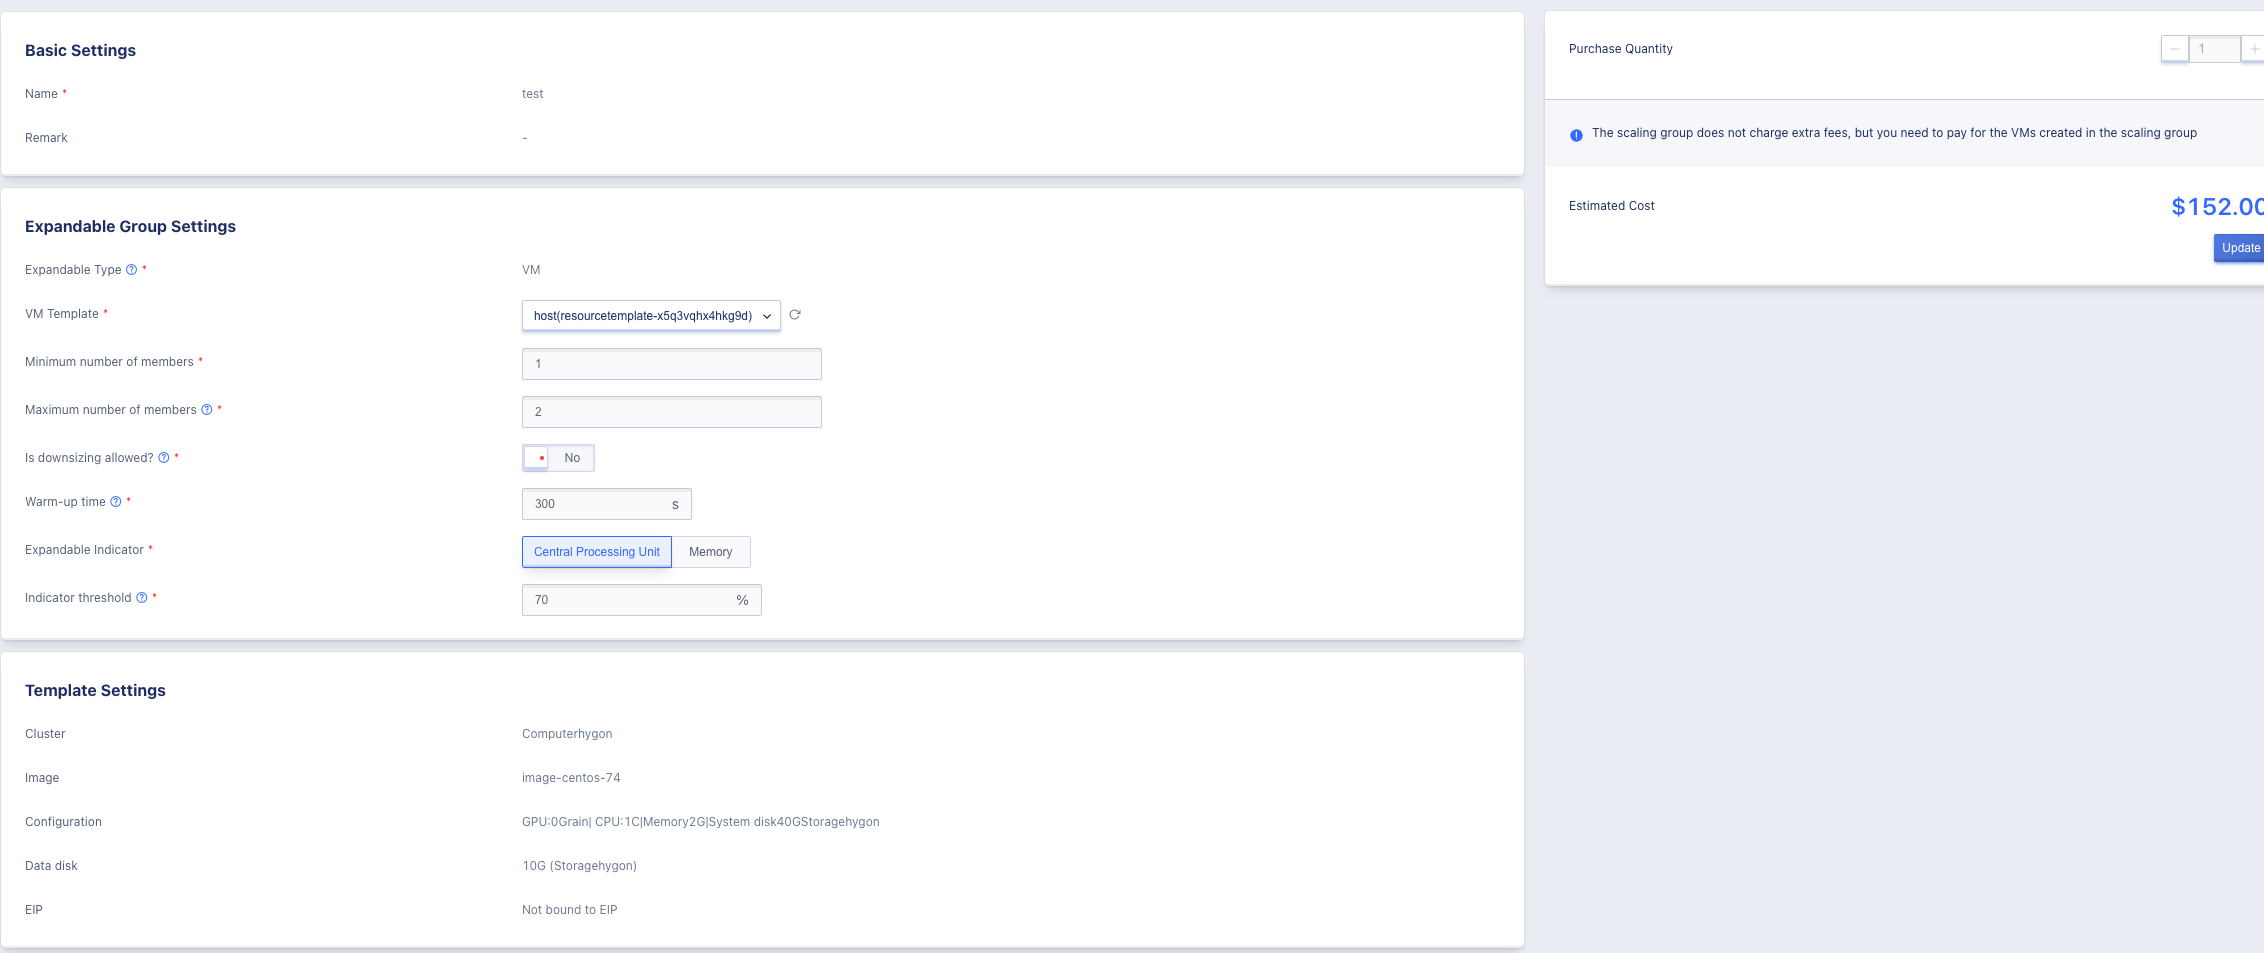 Basic Settings
Name *
test
Remark
-
Expandable Group Settings
Expandable Type *
VM
VM Template *
host(resourcetemplate-x5q3vqhx4hkg9d)
Minimum number of members *
1
Maximum number of members *
2
Is downsizing allowed? *
No
Warm-up time *
300 s
Expandable Indicator *
Central Processing Unit
Memory
Indicator threshold *
70 %
Template Settings
Cluster
Computerhygon
Image
image-centos-74
Configuration
GPU:0Grain| CPU:1C|Memory2G|System disk40GStoragehygon
Data disk
10G (Storagehygon)
EIP
Not bound to EIP
Purchase Quantity
1
The scaling group does not charge extra fees, but you need to pay for the VMs created in the scaling group
Estimated Cost
$152.00
Update